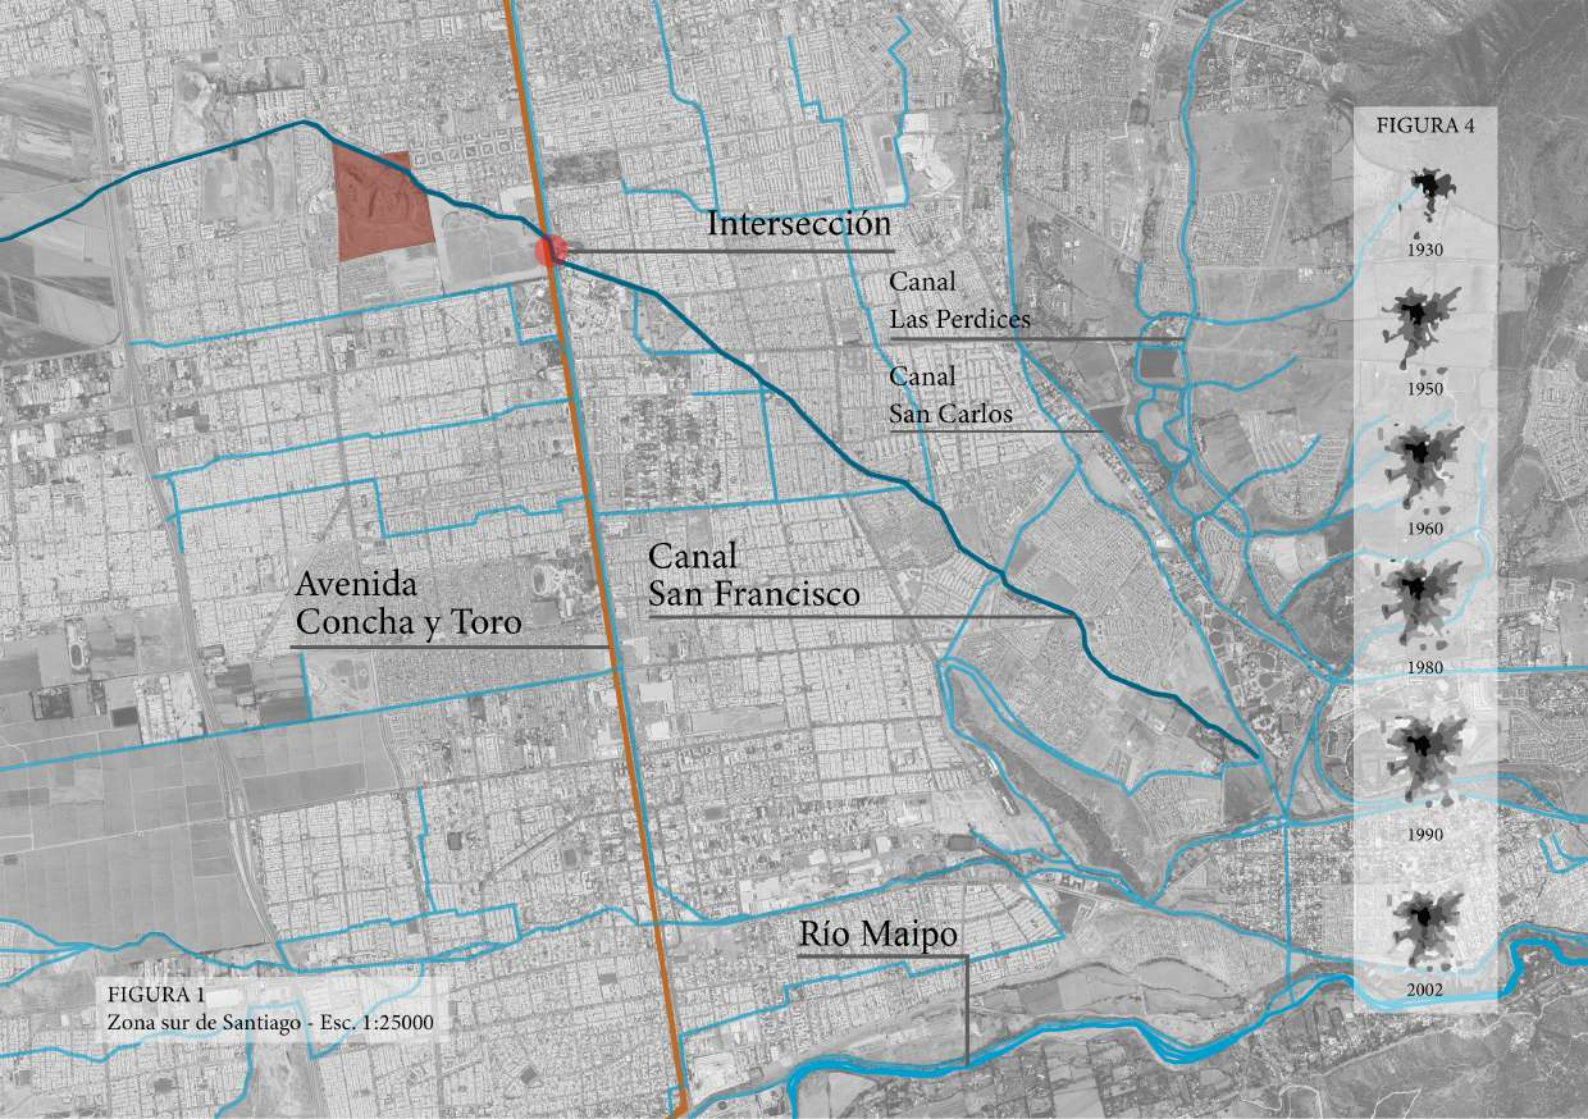 FIGURA 4
1930
1950
1960
1980
1990
2002
Intersección
Canal
Las Perdices
Canal
San Carlos
Canal
San Francisco
Avenida
Concha y Toro
Río Maipo
FIGURA 1
Zona sur de Santiago - Esc. 1:25000